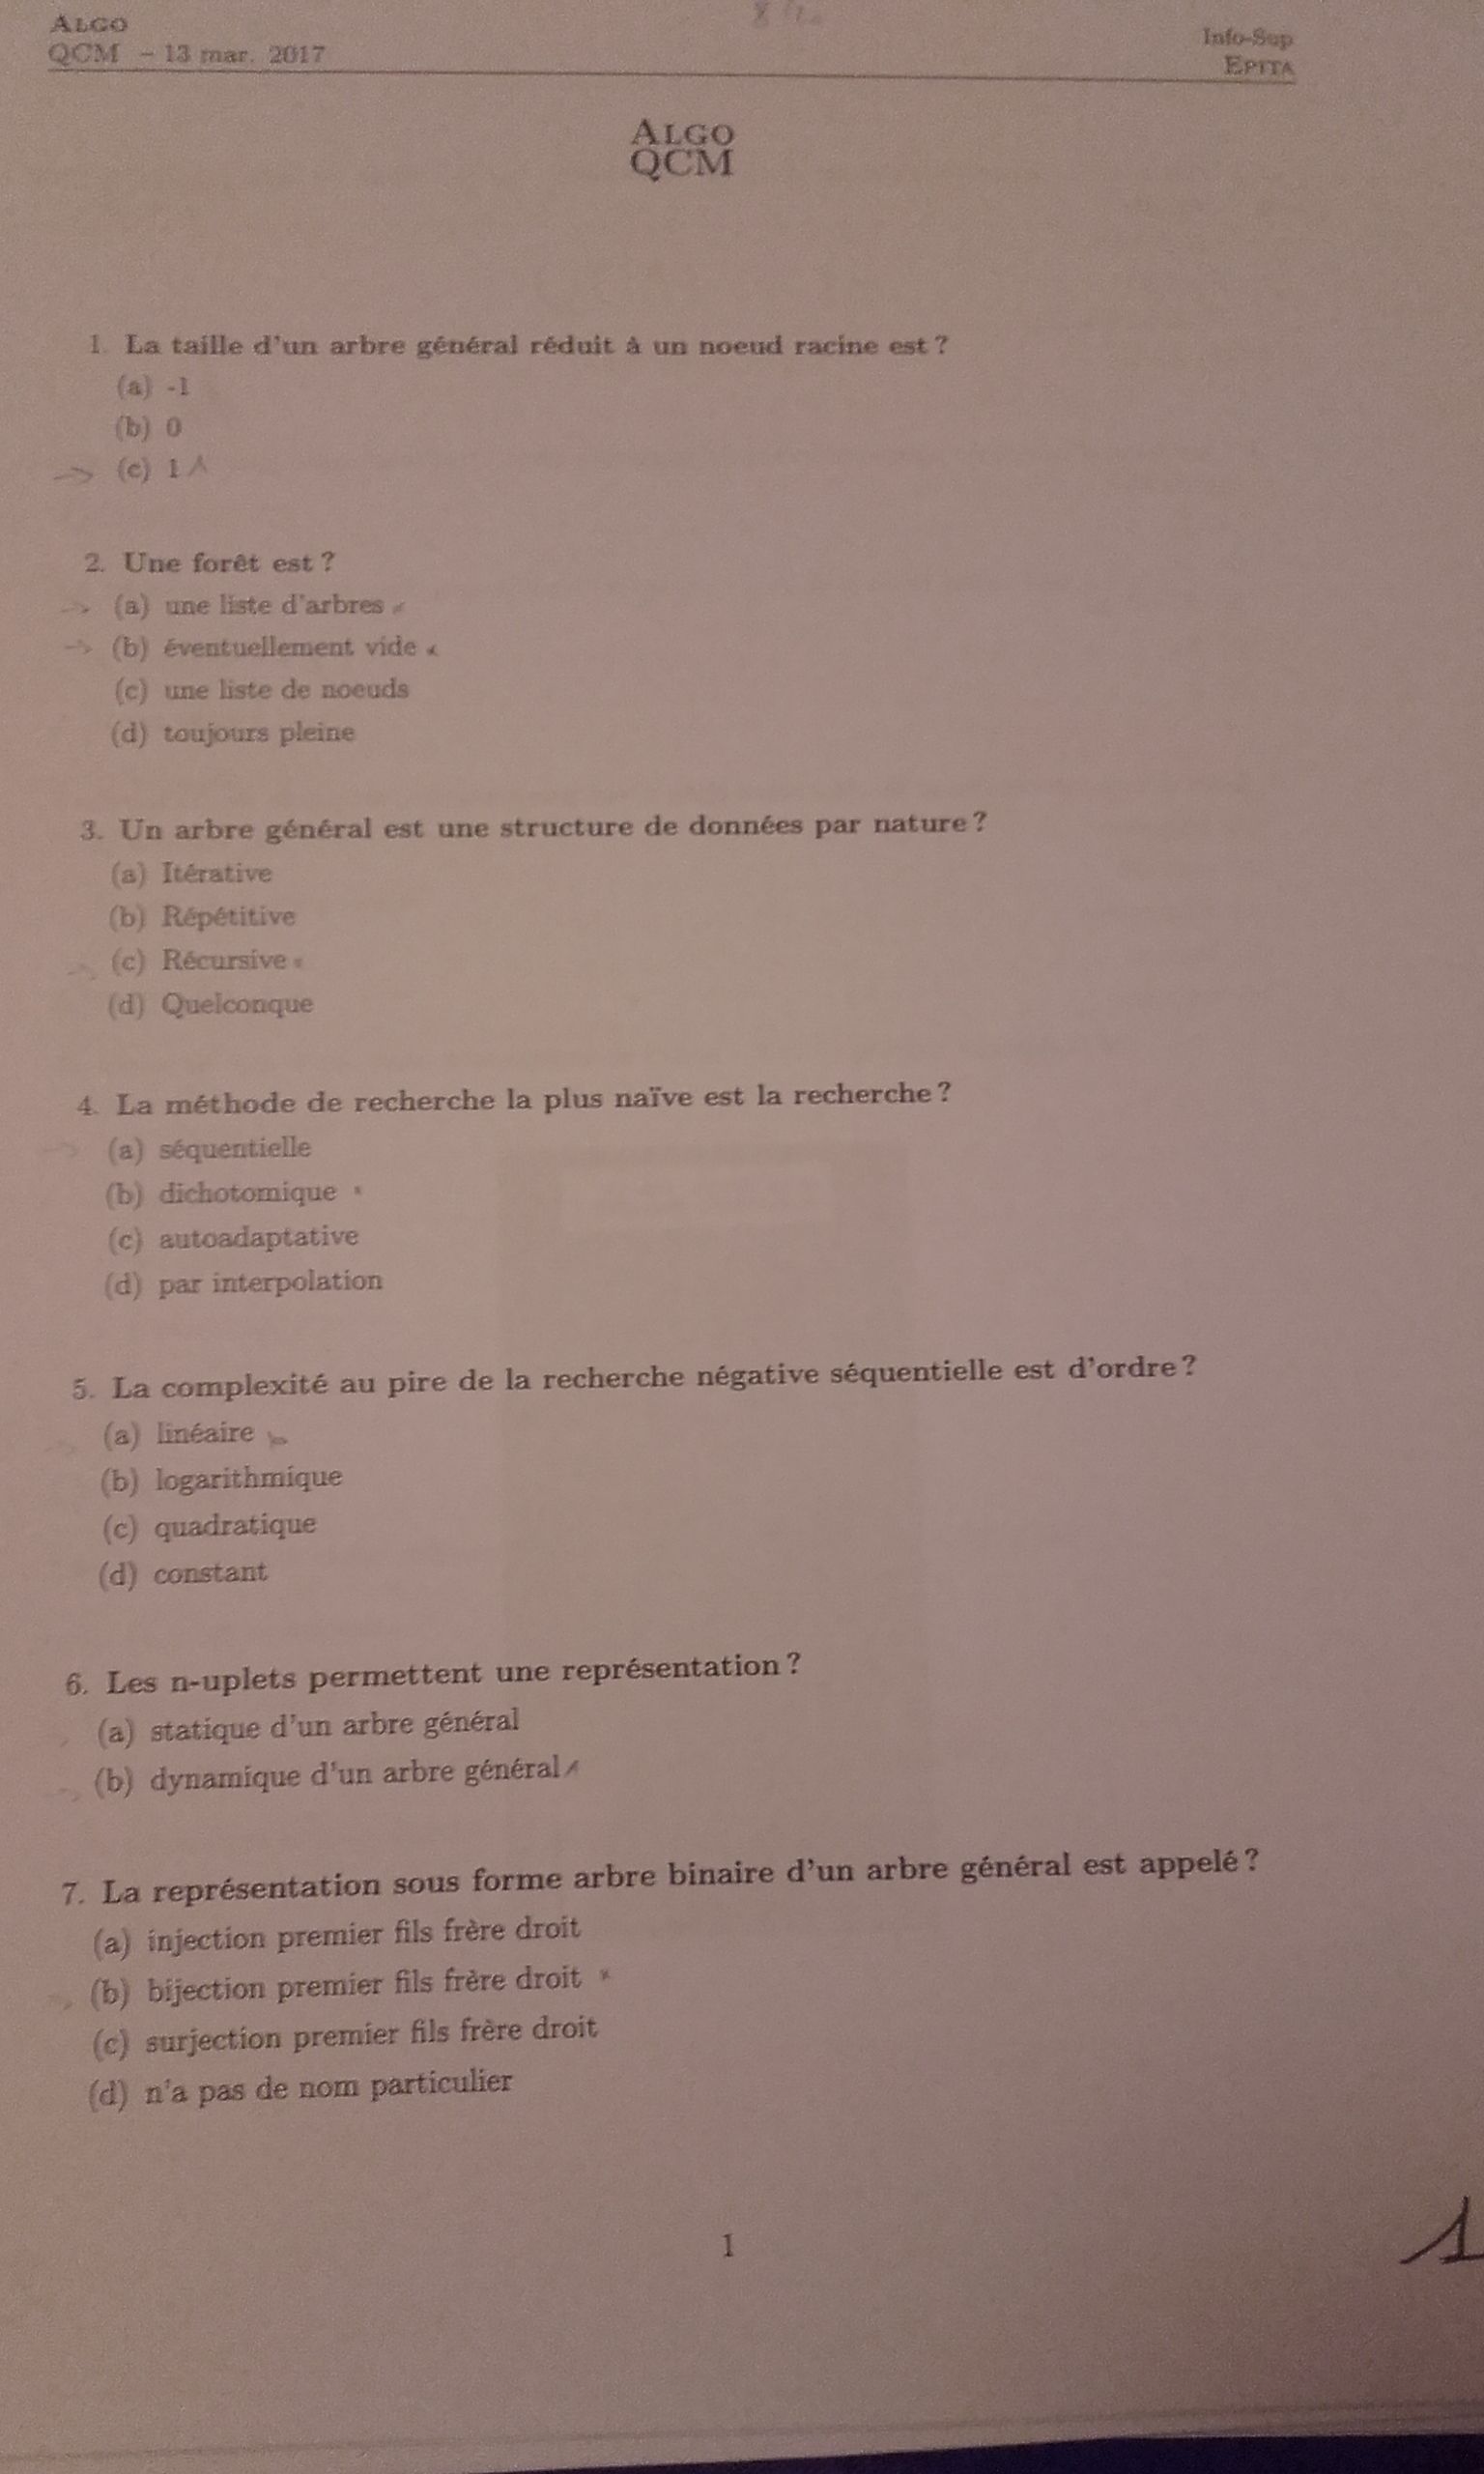 ALGO
QCM – 13 mar. 2017
Info-Sup
EPITA
ALGO
QCM
1. La taille d'un arbre général réduit à un noeud racine est ?
(a) -1
(b) 0
(c) 1
2. Une forêt est ?
(a) une liste d'arbres
(b) éventuellement vide
(c) une liste de noeuds
(d) toujours pleine
3. Un arbre général est une structure de données par nature ?
(a) Itérative
(b) Répétitive
(c) Récursive
(d) Quelconque
4. La méthode de recherche la plus naïve est la recherche ?
(a) séquentielle
(b) dichotomique
(c) autoadaptative
(d) par interpolation
5. La complexité au pire de la recherche négative séquentielle est d'ordre ?
(a) linéaire
(b) logarithmique
(c) quadratique
(d) constant
6. Les n-uplets permettent une représentation ?
(a) statique d'un arbre général
(b) dynamique d'un arbre général
7. La représentation sous forme arbre binaire d'un arbre général est appelé ?
(a) injection premier fils frère droit
(b) bijection premier fils frère droit
(c) surjection premier fils frère droit
(d) n'a pas de nom particulier
1
1